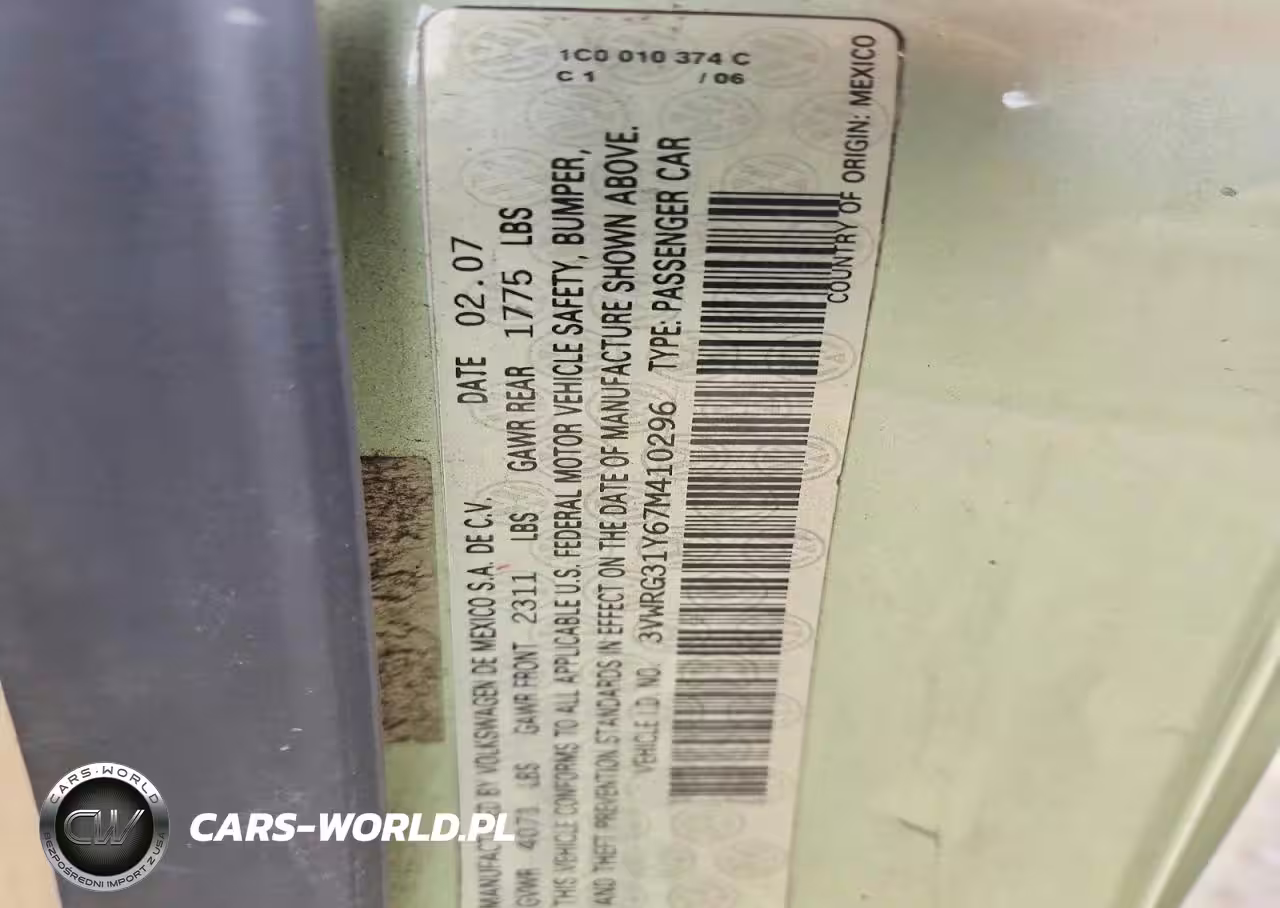 1C0 010 374 C
C 1 / 06
MANUFACTURED BY VOLKSWAGEN DE MEXICO S.A. DE C.V. DATE 02.07
GVWR 4073 LBS GAWR FRONT 2311 LBS GAWR REAR 1775 LBS
THIS VEHICLE CONFORMS TO ALL APPLICABLE U.S. FEDERAL MOTOR VEHICLE SAFETY, BUMPER,
AND THEFT PREVENTION STANDARDS IN EFFECT ON THE DATE OF MANUFACTURE SHOWN ABOVE.
VEHICLE I.D. NO. 3VWRG31Y67M410296 TYPE: PASSENGER CAR
COUNTRY OF ORIGIN: MEXICO
CARS-WORLD
CW
BEZPOŚREDNI IMPORT Z USA
CARS-WORLD.PL